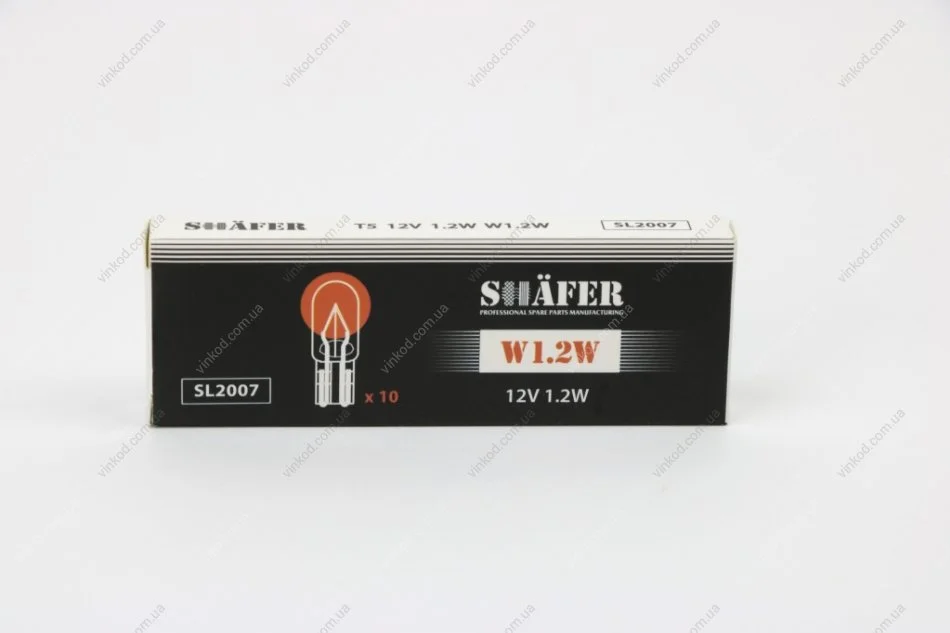 SHÄFER T5 12V 1.2W W1.2W SL2007
SHÄFER
PROFESSIONAL SPARE PARTS MANUFACTURING
W1.2W
SL2007
x 10
12V 1.2W
vinkod.com.ua